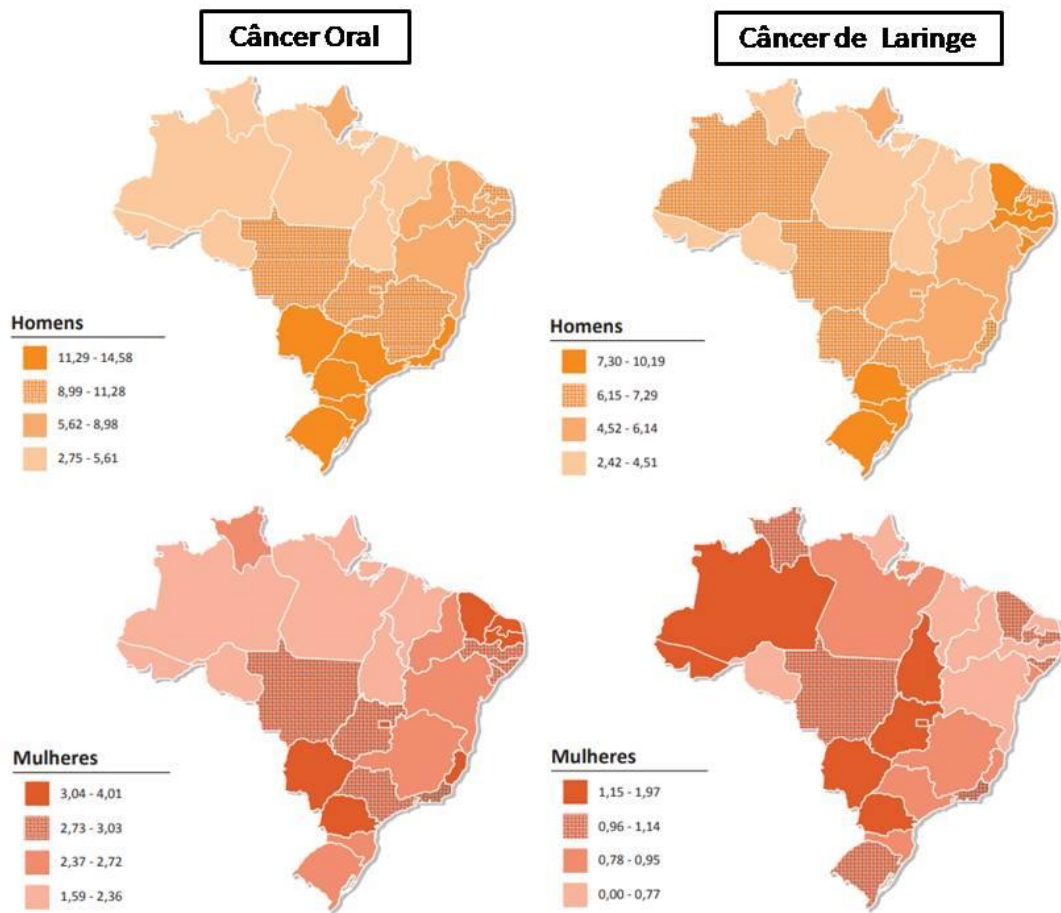 Câncer Oral
Câncer de Laringe
Homens
11,29 - 14,58
8,99 - 11,28
5,62 - 8,98
2,75 - 5,61
Homens
7,30 - 10,19
6,15 - 7,29
4,52 - 6,14
2,42 - 4,51
Mulheres
3,04 - 4,01
2,73 - 3,03
2,37 - 2,72
1,59 - 2,36
Mulheres
1,15 - 1,97
0,96 - 1,14
0,78 - 0,95
0,00 - 0,77